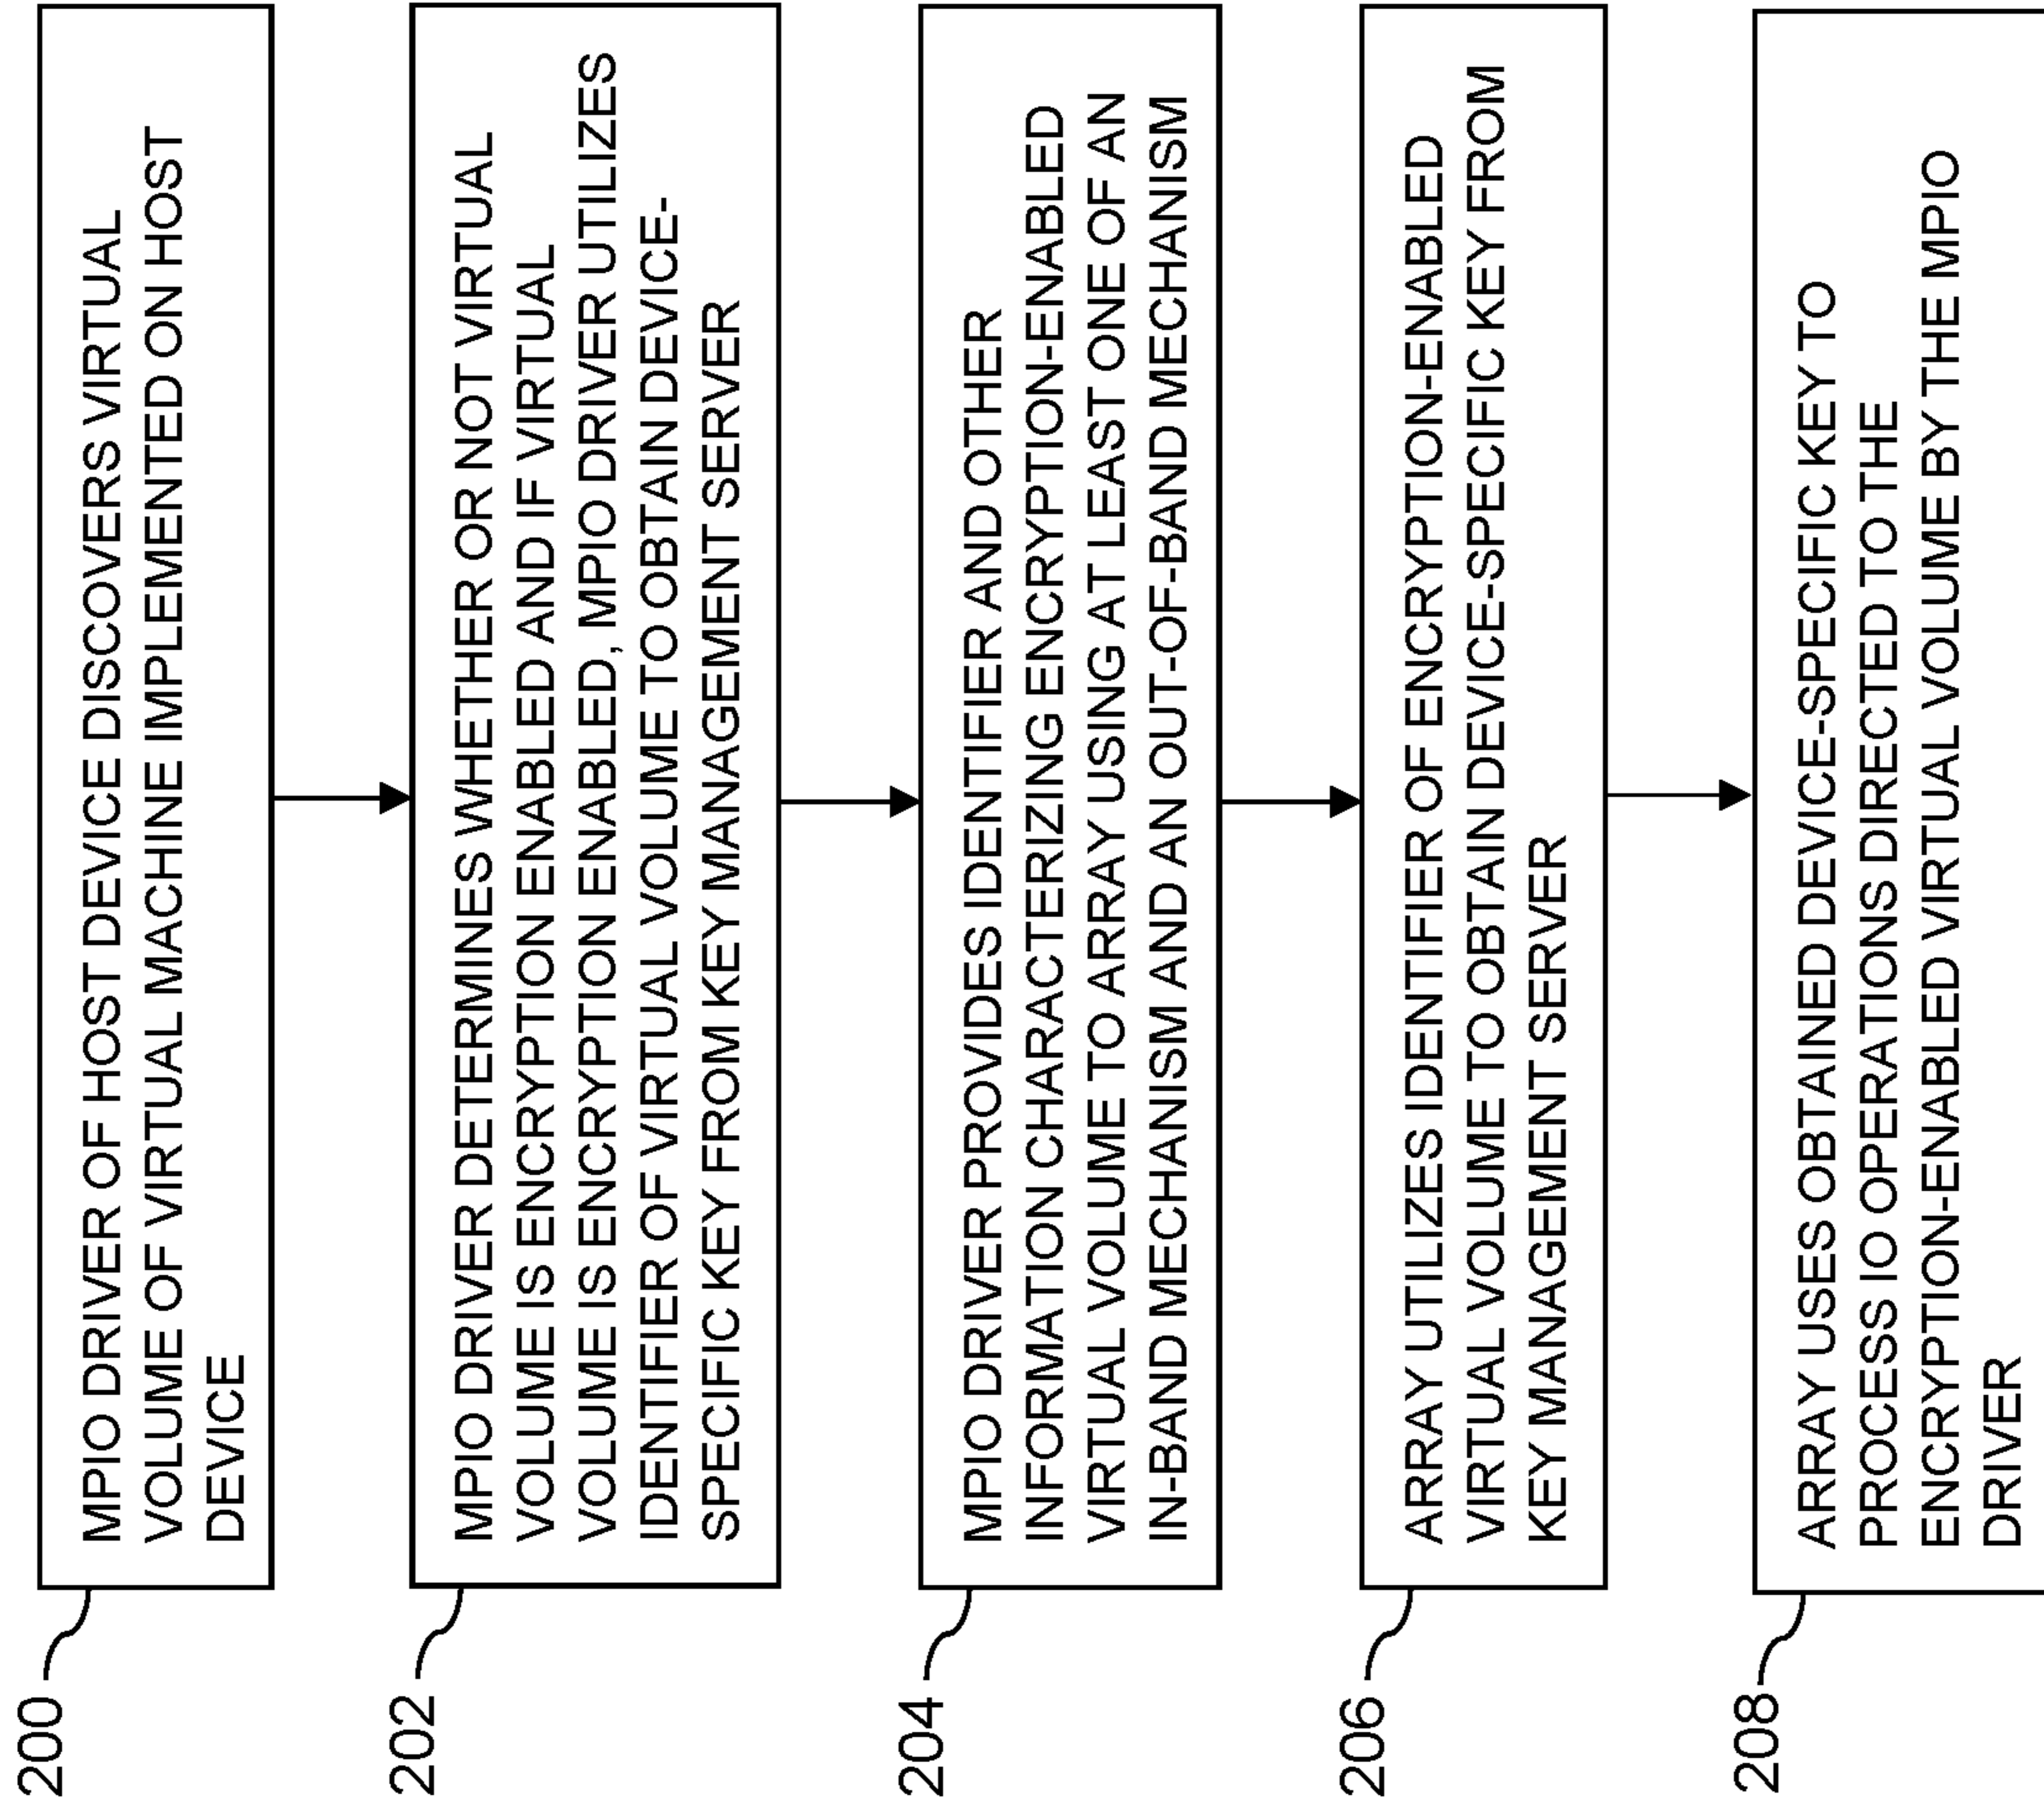 200
MPIO DRIVER OF HOST DEVICE DISCOVERS VIRTUAL
VOLUME OF VIRTUAL MACHINE IMPLEMENTED ON HOST
DEVICE
202
MPIO DRIVER DETERMINES WHETHER OR NOT VIRTUAL
VOLUME IS ENCRYPTION ENABLED AND IF VIRTUAL
VOLUME IS ENCRYPTION ENABLED, MPIO DRIVER UTILIZES
IDENTIFIER OF VIRTUAL VOLUME TO OBTAIN DEVICE-
SPECIFIC KEY FROM KEY MANAGEMENT SERVER
204
MPIO DRIVER PROVIDES IDENTIFIER AND OTHER
INFORMATION CHARACTERIZING ENCRYPTION-ENABLED
VIRTUAL VOLUME TO ARRAY USING AT LEAST ONE OF AN
IN-BAND MECHANISM AND AN OUT-OF-BAND MECHANISM
206
ARRAY UTILIZES IDENTIFIER OF ENCRYPTION-ENABLED
VIRTUAL VOLUME TO OBTAIN DEVICE-SPECIFIC KEY FROM
KEY MANAGEMENT SERVER
208
ARRAY USES OBTAINED DEVICE-SPECIFIC KEY TO
PROCESS IO OPERATIONS DIRECTED TO THE
ENCRYPTION-ENABLED VIRTUAL VOLUME BY THE MPIO
DRIVER